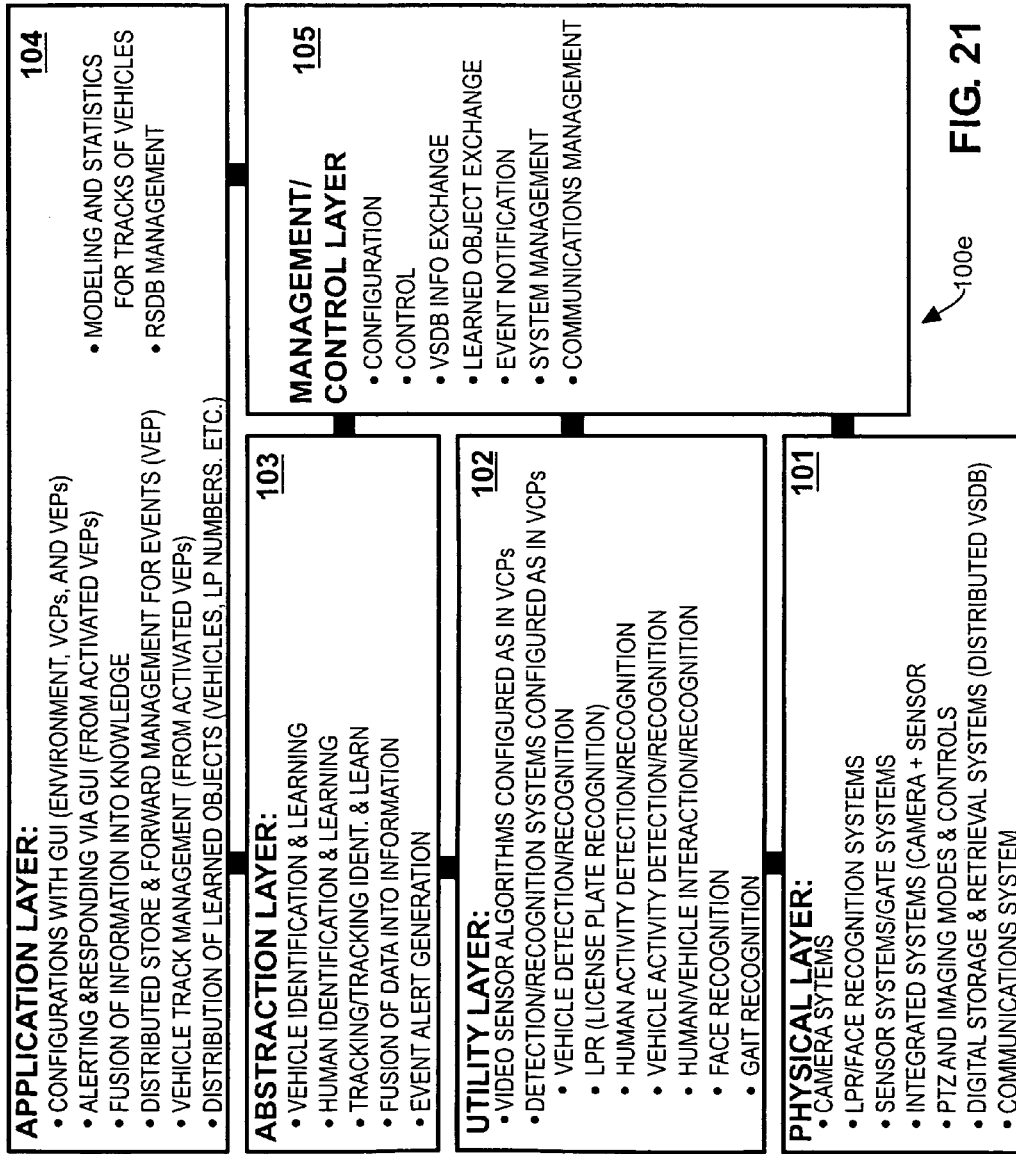 APPLICATION LAYER:
104
• CONFIGURATIONS WITH GUI (ENVIRONMENT, VCPs, AND VEPs)
• ALERTING &RESPONDING VIA GUI (FROM ACTIVATED VEPs)
• FUSION OF INFORMATION INTO KNOWLEDGE
• DISTRIBUTED STORE & FORWARD MANAGEMENT FOR EVENTS (VEP)
• VEHICLE TRACK MANAGEMENT (FROM ACTIVATED VEPs)
• DISTRIBUTION OF LEARNED OBJECTS (VEHICLES, LP NUMBERS. ETC.)
• MODELING AND STATISTICS
FOR TRACKS OF VEHICLES
• RSDB MANAGEMENT
ABSTRACTION LAYER:
103
• VEHICLE IDENTIFICATION & LEARNING
• HUMAN IDENTIFICATION & LEARNING
• TRACKING/TRACKING IDENT. & LEARN
• FUSION OF DATA INTO INFORMATION
• EVENT ALERT GENERATION
UTILITY LAYER:
102
• VIDEO SENSOR ALGORITHMS CONFIGURED AS IN VCPs
•DETECTION/RECOGNITION SYSTEMS CONFIGURED AS IN VCPs
• VEHICLE DETECTION/RECOGNITION
• LPR (LICENSE PLATE RECOGNITION)
• HUMAN ACTIVITY DETECTION/RECOGNITION
• VEHICLE ACTIVITY DETECTION/RECOGNITION
• HUMAN/VEHICLE INTERACTION/RECOGNITION
• FACE RECOGNITION
• GAIT RECOGNITION
PHYSICAL LAYER:
101
• CAMERA SYTEMS
• LPR/FACE RECOGNITION SYSTEMS
• SENSOR SYSTEMS/GATE SYSTEMS
• INTEGRATED SYSTEMS (CAMERA + SENSOR
• PTZ AND IMAGING MODES & CONTROLS
• DIGITAL STORAGE & RETRIEVAL SYSTEMS (DISTRIBUTED VSDB)
• COMMUNICATIONS SYSTEM
MANAGEMENT/
CONTROL LAYER
105
• CONFIGURATION
• CONTROL
• VSDB INFO EXCHANGE
• LEARNED OBJECT EXCHANGE
• EVENT NOTIFICATION
• SYSTEM MANAGEMENT
• COMMUNICATIONS MANAGEMENT
100e
FIG. 21